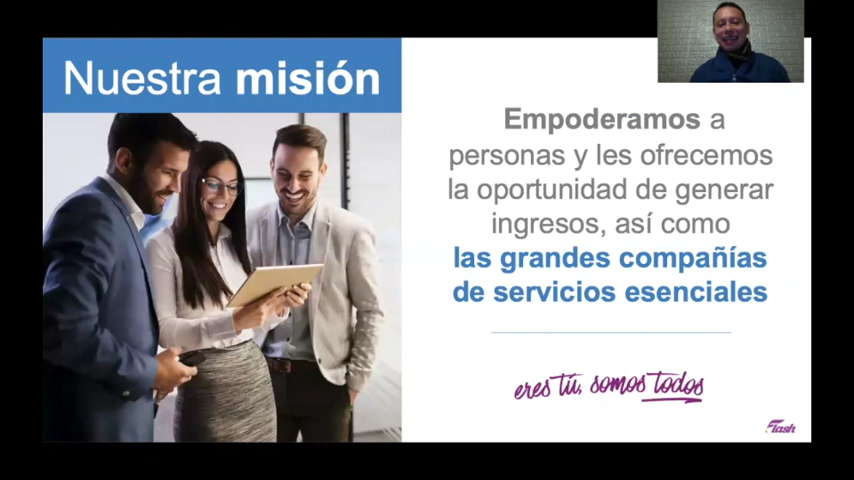 Nuestra misión
Empoderamos a
personas y les ofrecemos
la oportunidad de generar
ingresos, así como
las grandes compañías
de servicios esenciales
eres tú, somos todos
Flash